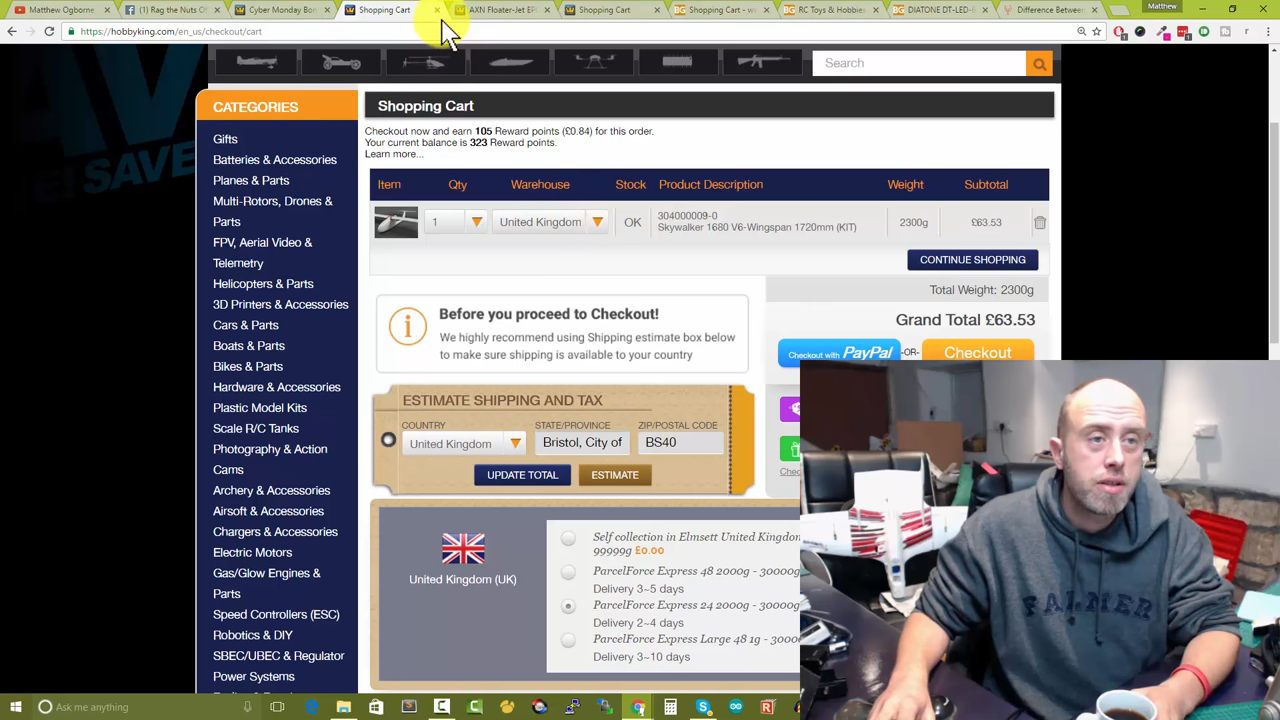 Matthew Ogborne
(1) Rag the Nuts O
Cyber Monday Bon
Shopping Cart
AXN Floater-Jet EP
Shopping Cart
Shopping Cart - w
RC Toys & Hobbies
DIATONE DT-LED-8
Difference Between
Matthew
https://hobbyking.com/en_us/checkout/cart
Search
CATEGORIES
Gifts
Batteries & Accessories
Planes & Parts
Multi-Rotors, Drones &
Parts
FPV, Aerial Video &
Telemetry
Helicopters & Parts
3D Printers & Accessories
Cars & Parts
Boats & Parts
Bikes & Parts
Hardware & Accessories
Plastic Model Kits
Scale R/C Tanks
Photography & Action
Cams
Archery & Accessories
Airsoft & Accessories
Chargers & Accessories
Electric Motors
Gas/Glow Engines &
Parts
Speed Controllers (ESC)
Robotics & DIY
SBEC/UBEC & Regulator
Power Systems
Shopping Cart
Checkout now and earn 105 Reward points (£0.84) for this order.
Your current balance is 323 Reward points.
Learn more...
Item Qty Warehouse Stock Product Description Weight Subtotal
1 United Kingdom OK 304000009-0 2300g £63.53
Skywalker 1680 V6-Wingspan 1720mm (KIT)
CONTINUE SHOPPING
Total Weight: 2300g
Grand Total £63.53
Checkout with PayPal -OR- Checkout
Before you proceed to Checkout!
We highly recommend using Shipping estimate box below
to make sure shipping is available to your country
ESTIMATE SHIPPING AND TAX
COUNTRY STATE/PROVINCE ZIP/POSTAL CODE
United Kingdom Bristol, City of BS40
UPDATE TOTAL ESTIMATE
United Kingdom (UK)
Self collection in Elmsett United Kingdom
99999g £0.00
ParcelForce Express 48 2000g - 30000g
Delivery 3~5 days
ParcelForce Express 24 2000g - 30000g
Delivery 2~4 days
ParcelForce Express Large 48 1g - 3000
Delivery 3~10 days
Ask me anything